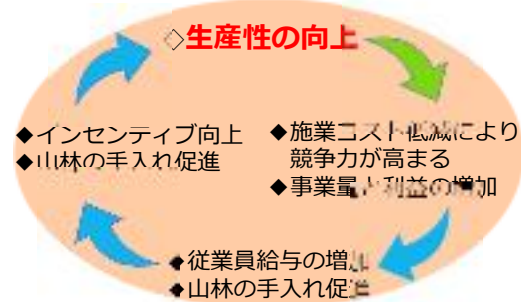 ◇生産性の向上
◆施業コスト低減により
競争力が高まる
◆事業量と利益の増加
◆従業員給与の増加
◆山林の手入れ促進
◆インセンティブ向上
◆山林の手入れ促進